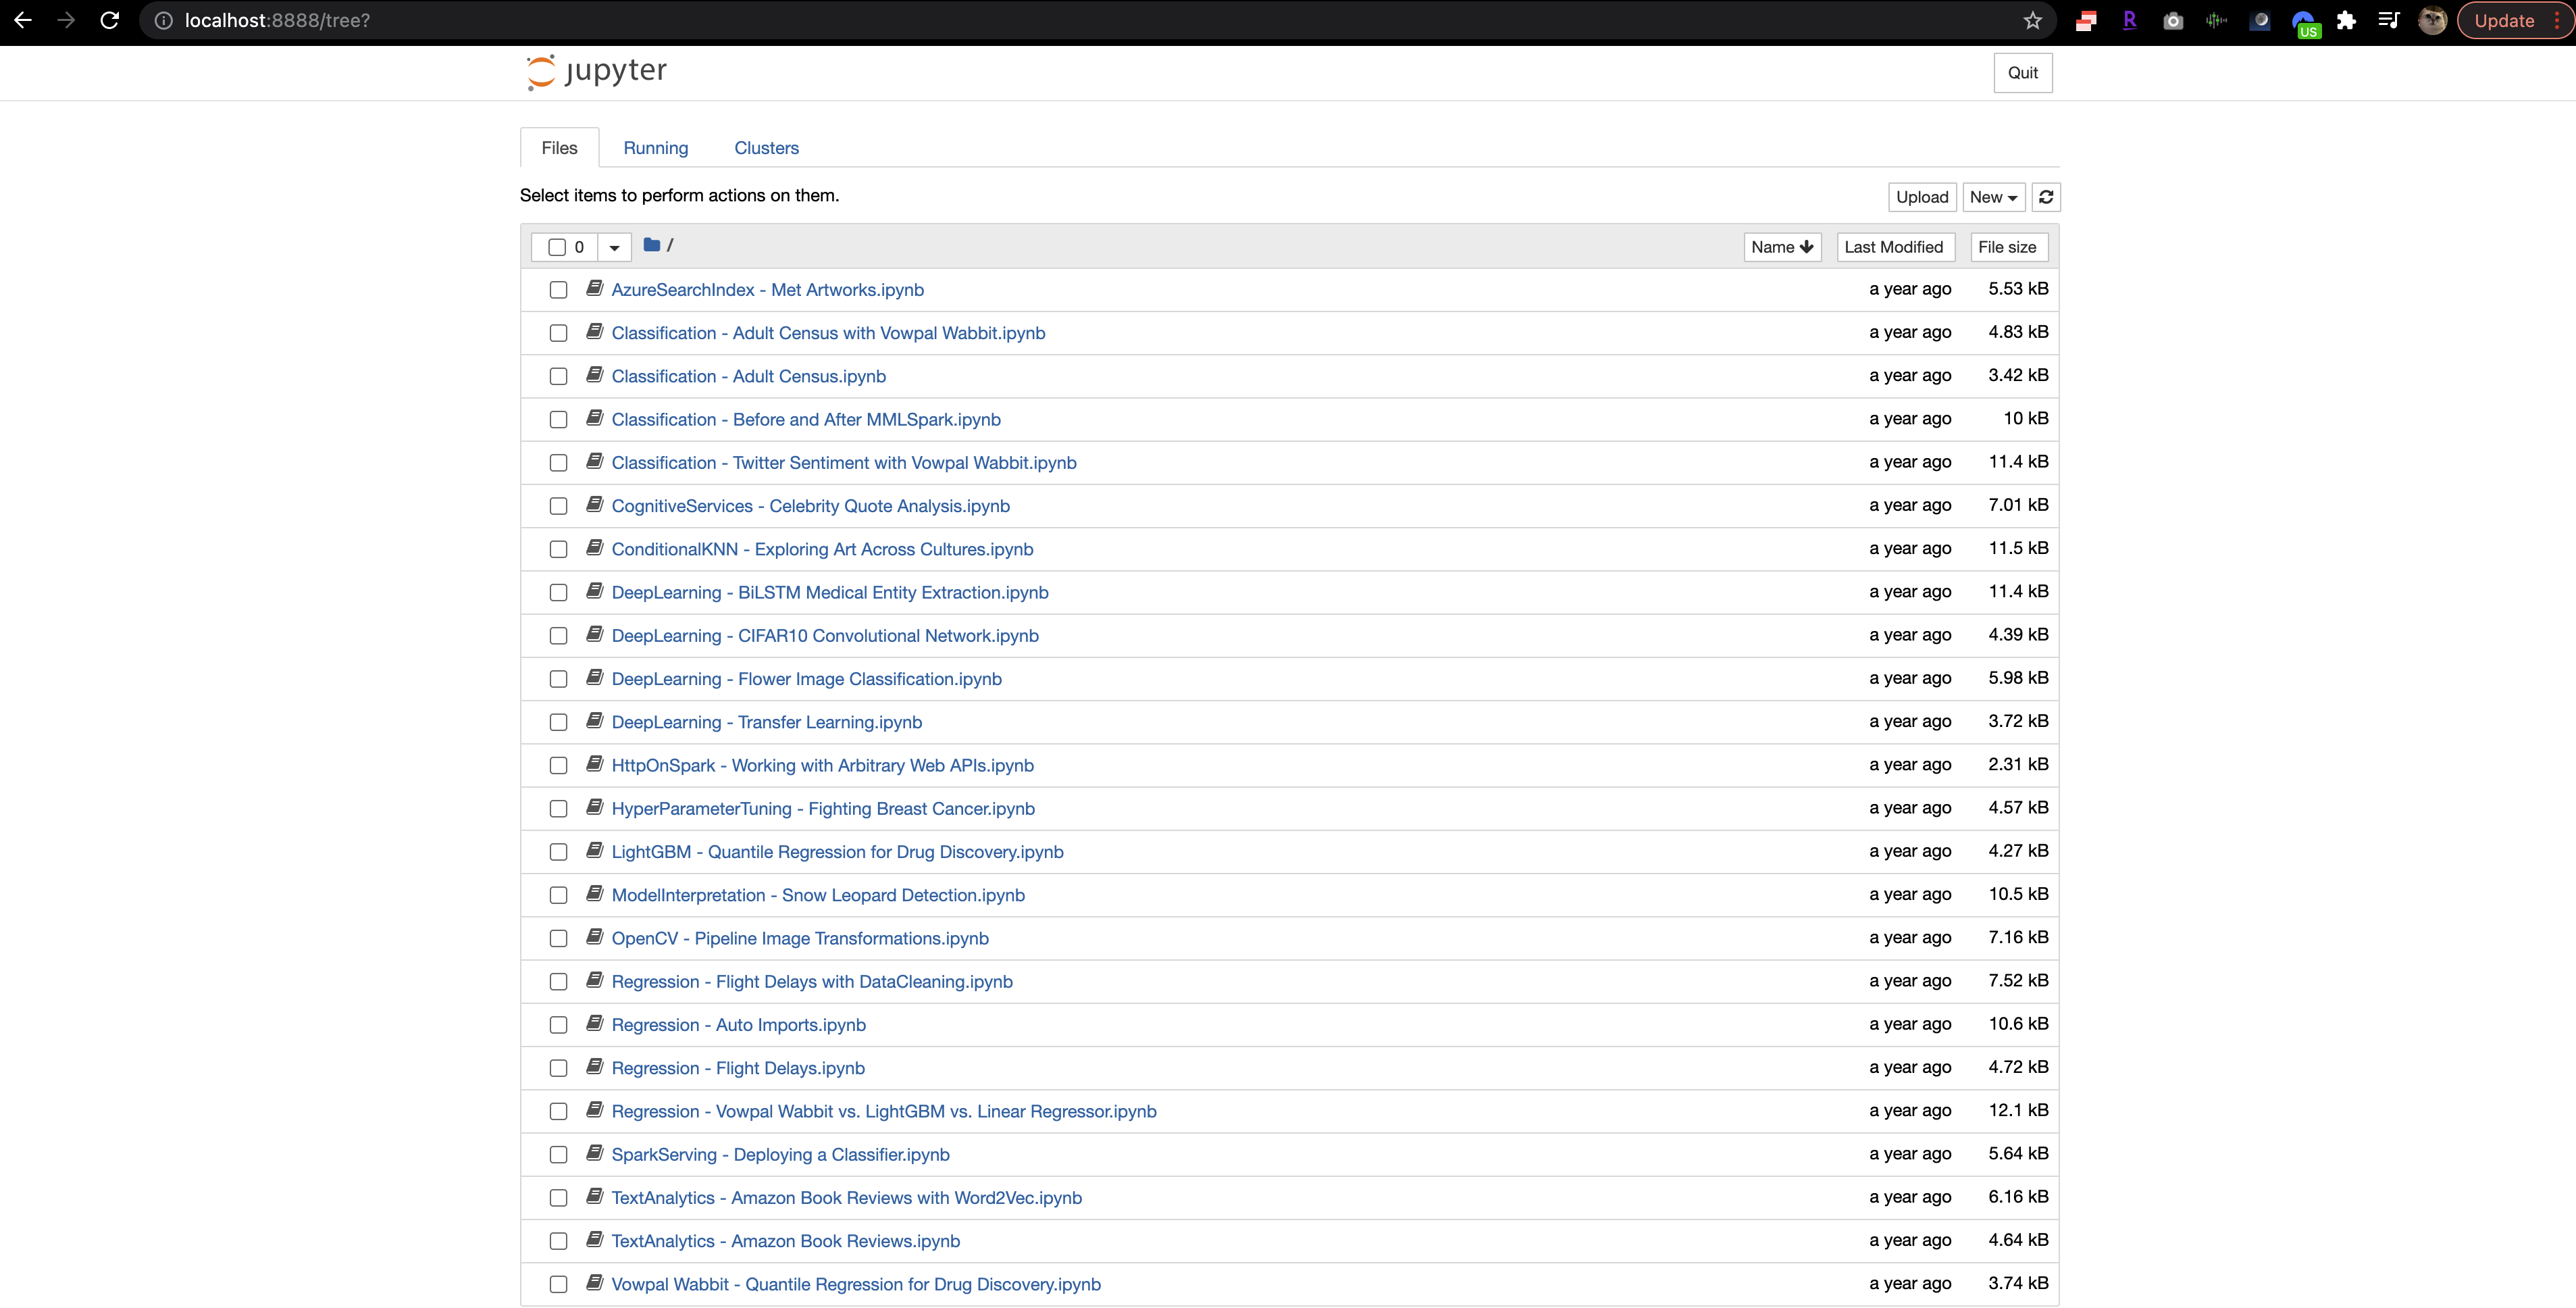 localhost:8888/tree?
R
US
Update
jupyter
Quit
Files Running Clusters
Select items to perform actions on them.
Upload New
0 /
Name Last Modified File size
AzureSearchIndex - Met Artworks.ipynb a year ago 5.53 kB
Classification - Adult Census with Vowpal Wabbit.ipynb a year ago 4.83 kB
Classification - Adult Census.ipynb a year ago 3.42 kB
Classification - Before and After MMLSpark.ipynb a year ago 10 kB
Classification - Twitter Sentiment with Vowpal Wabbit.ipynb a year ago 11.4 kB
CognitiveServices - Celebrity Quote Analysis.ipynb a year ago 7.01 kB
ConditionalKNN - Exploring Art Across Cultures.ipynb a year ago 11.5 kB
DeepLearning - BiLSTM Medical Entity Extraction.ipynb a year ago 11.4 kB
DeepLearning - CIFAR10 Convolutional Network.ipynb a year ago 4.39 kB
DeepLearning - Flower Image Classification.ipynb a year ago 5.98 kB
DeepLearning - Transfer Learning.ipynb a year ago 3.72 kB
HttpOnSpark - Working with Arbitrary Web APIs.ipynb a year ago 2.31 kB
HyperParameterTuning - Fighting Breast Cancer.ipynb a year ago 4.57 kB
LightGBM - Quantile Regression for Drug Discovery.ipynb a year ago 4.27 kB
ModelInterpretation - Snow Leopard Detection.ipynb a year ago 10.5 kB
OpenCV - Pipeline Image Transformations.ipynb a year ago 7.16 kB
Regression - Flight Delays with DataCleaning.ipynb a year ago 7.52 kB
Regression - Auto Imports.ipynb a year ago 10.6 kB
Regression - Flight Delays.ipynb a year ago 4.72 kB
Regression - Vowpal Wabbit vs. LightGBM vs. Linear Regressor.ipynb a year ago 12.1 kB
SparkServing - Deploying a Classifier.ipynb a year ago 5.64 kB
TextAnalytics - Amazon Book Reviews with Word2Vec.ipynb a year ago 6.16 kB
TextAnalytics - Amazon Book Reviews.ipynb a year ago 4.64 kB
Vowpal Wabbit - Quantile Regression for Drug Discovery.ipynb a year ago 3.74 kB